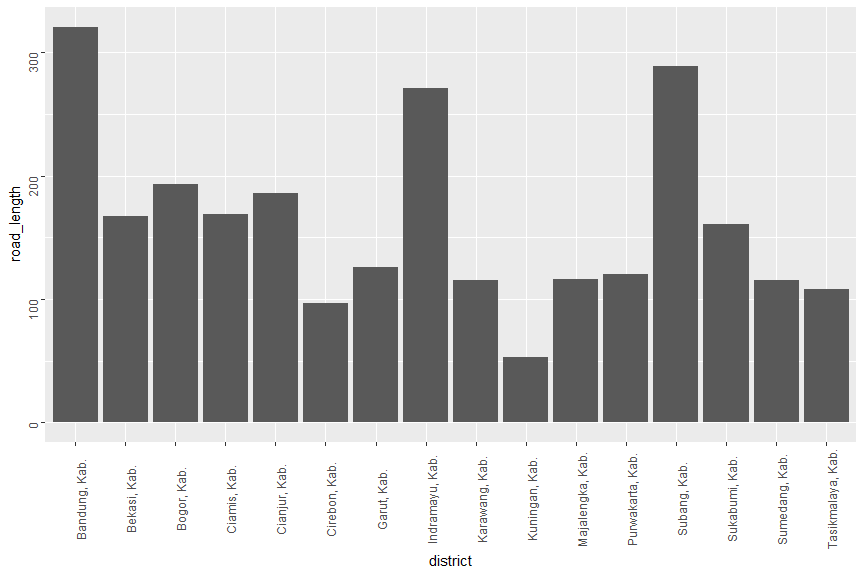 road_length
300
200
100
0
Bandung, Kab.
Bekasi, Kab.
Bogor, Kab.
Ciamis, Kab.
Cianjur, Kab.
Cirebon, Kab.
Garut, Kab.
Indramayu, Kab.
Karawang, Kab.
Kuningan, Kab.
Majalengka, Kab.
Purwakarta, Kab.
Subang, Kab.
Sukabumi, Kab.
Sumedang, Kab.
Tasikmalaya, Kab.
district